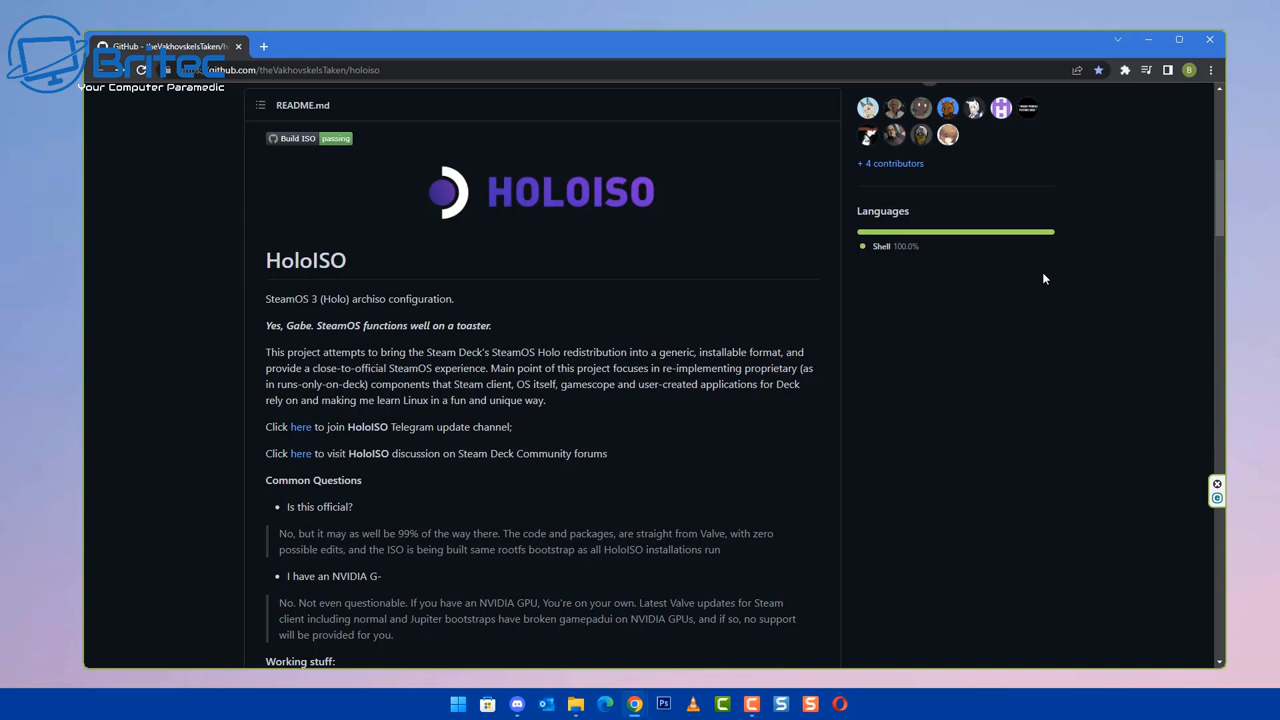 Britec
Your Computer Paramedic
GitHub - theVakhovskeIsTaken/h
github.com/theVakhovskeIsTaken/holoiso
B
README.md
Build ISO passing
HOLOISO
HoloISO
SteamOS 3 (Holo) archiso configuration.
Yes, Gabe. SteamOS functions well on a toaster.
This project attempts to bring the Steam Deck's SteamOS Holo redistribution into a generic, installable format, and
provide a close-to-official SteamOS experience. Main point of this project focuses in re-implementing proprietary (as
in runs-only-on-deck) components that Steam client, OS itself, gamescope and user-created applications for Deck
rely on and making me learn Linux in a fun and unique way.
Click here to join HoloISO Telegram update channel;
Click here to visit HoloISO discussion on Steam Deck Community forums
Common Questions
• Is this official?
No, but it may as well be 99% of the way there. The code and packages, are straight from Valve, with zero
possible edits, and the ISO is being built same rootfs bootstrap as all HoloISO installations run
• I have an NVIDIA G-
No. Not even questionable. If you have an NVIDIA GPU, You're on your own. Latest Valve updates for Steam
client including normal and Jupiter bootstraps have broken gamepadui on NVIDIA GPUs, and if so, no support
will be provided for you.
Working stuff:
+ 4 contributors
Languages
Shell 100.0%
Ps
C
C
S
S